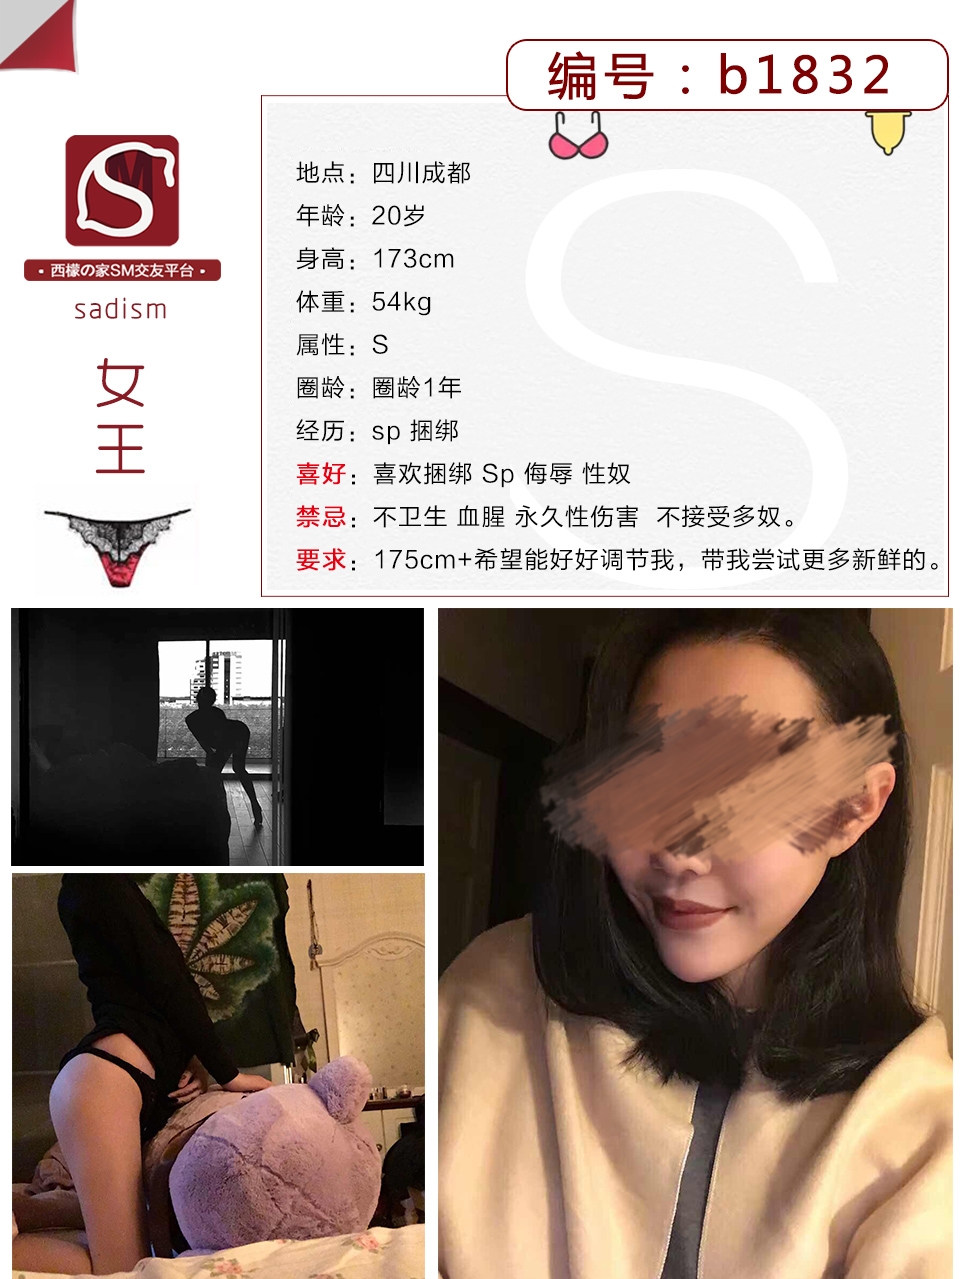 编号：b1832
地点：四川成都
年龄：20岁
身高：173cm
体重：54kg
属性：S
圈龄：圈龄1年
经历：sp 捆绑
喜好：喜欢捆绑 Sp 侮辱 性奴
禁忌：不卫生 血腥 永久性伤害 不接受多奴。
要求：175cm+希望能好好调节我，带我尝试更多新鲜的。
SM
·西檬の家SM交友平台·
sadism
女
王
S